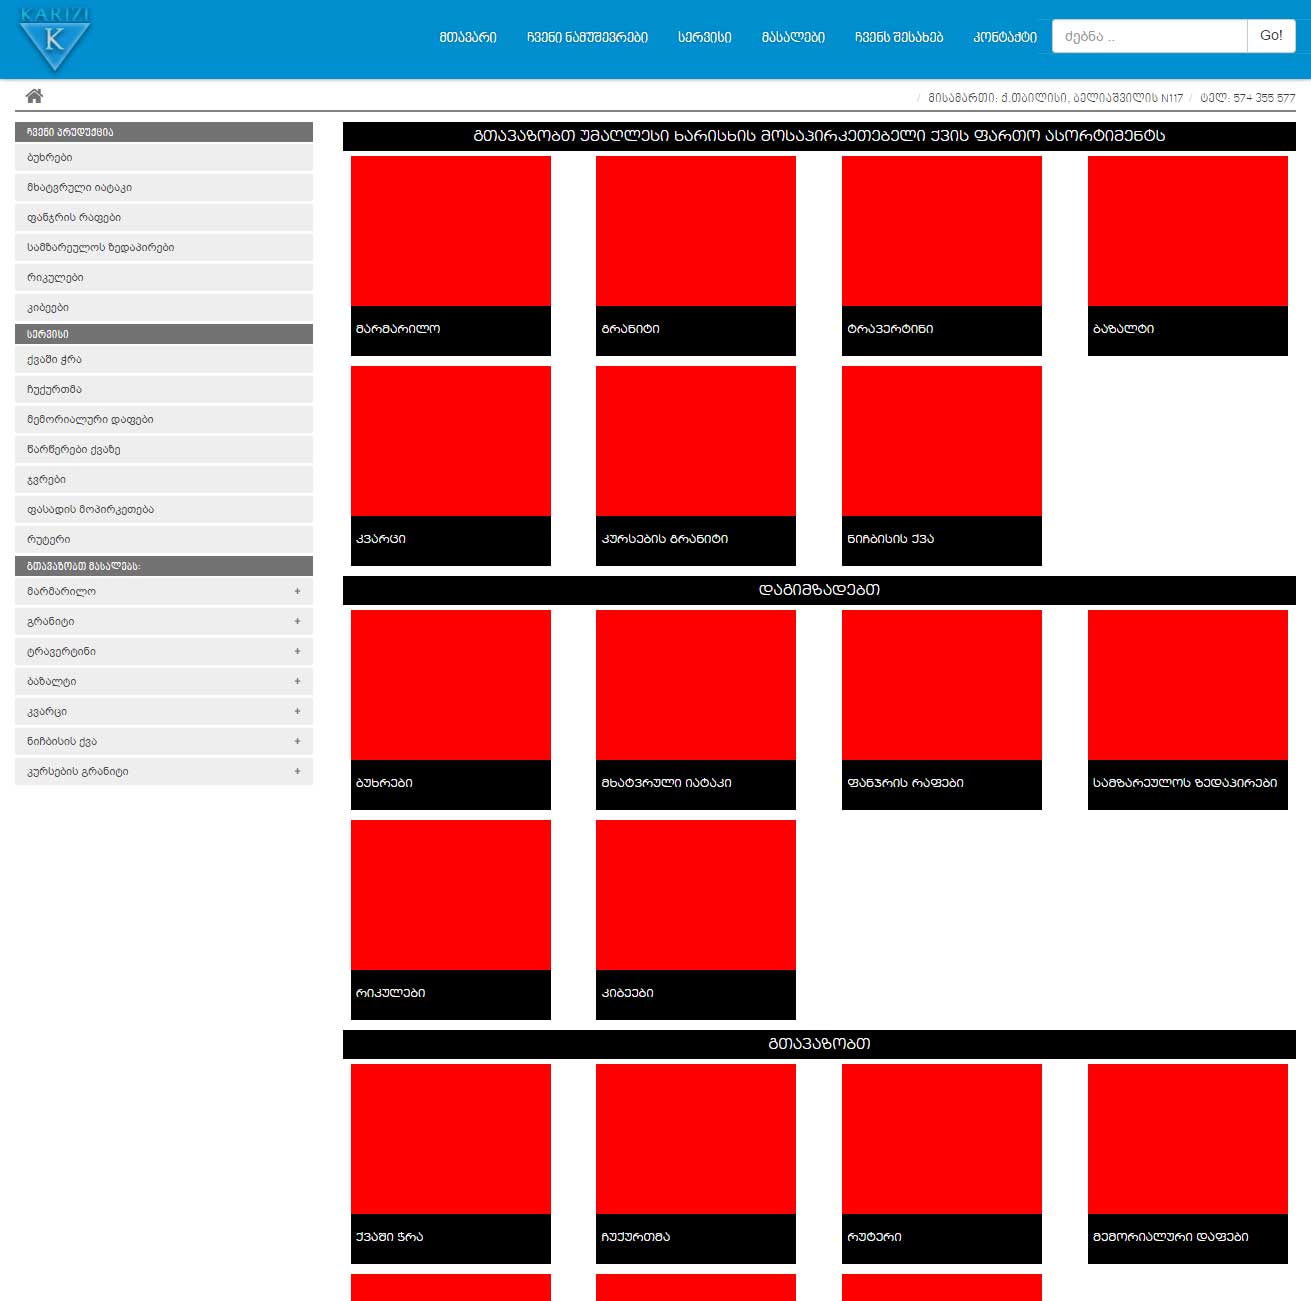 KARIZI
K
მთავარი
ჩვენი ნამუშევრები
სერვისი
მასალები
ჩვენს შესახებ
კონტაქტი
ძებნა ..
Go!
/ მისამართი: ქ.თბილისი, ბელიაშვილის N117 / ტელ: 574 355 577
ჩვენი პროდუქცია
ბუხრები
მხატვრული იატაკი
ფანჯრის რაფები
სამზარეულოს ზედაპირები
რიკულები
კიბეები
სერვისი
ქვაში ჭრა
ჩუქურთმა
მემორიალური დაფები
წარწერები ქვაზე
ჯვრები
ფასადის მოპირკეთება
რუტერი
გთავაზობთ მასალებს:
მარმარილო +
გრანიტი +
ტრავერტინი +
ბაზალტი +
კვარცი +
ნიჩბისის ქვა +
კურსების გრანიტი +
გთავაზობთ უმაღლესი ხარისხის მოსაპირკეთებელი ქვის ფართო ასორტიმენტს
მარმარილო
გრანიტი
ტრავერტინი
ბაზალტი
კვარცი
კურსების გრანიტი
ნიჩბისის ქვა
დაგიმზადებთ
ბუხრები
მხატვრული იატაკი
ფანჯრის რაფები
სამზარეულოს ზედაპირები
რიკულები
კიბეები
გთავაზობთ
ქვაში ჭრა
ჩუქურთმა
რუტერი
მემორიალური დაფები